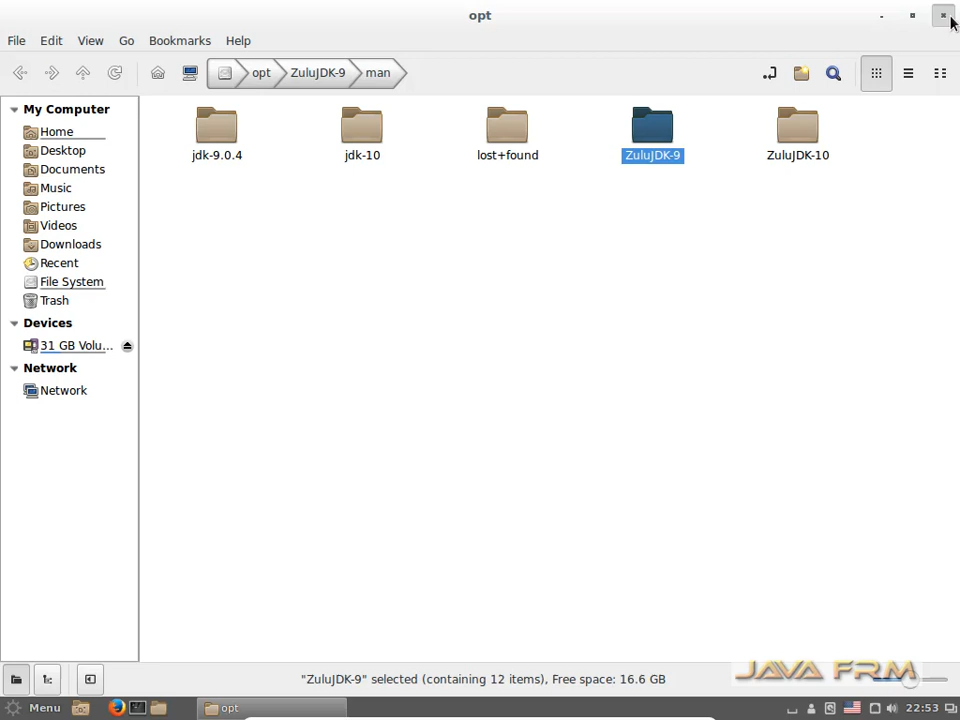 opt
File Edit View Go Bookmarks Help
opt ZuluJDK-9 man
My Computer
Home
Desktop
Documents
Music
Pictures
Videos
Downloads
Recent
File System
Trash
Devices
31 GB Volu...
Network
Network
jdk-9.0.4 jdk-10 lost+found ZuluJDK-9 ZuluJDK-10
"ZuluJDK-9" selected (containing 12 items), Free space: 16.6 GB
JAVA FRM
Menu opt 22:53